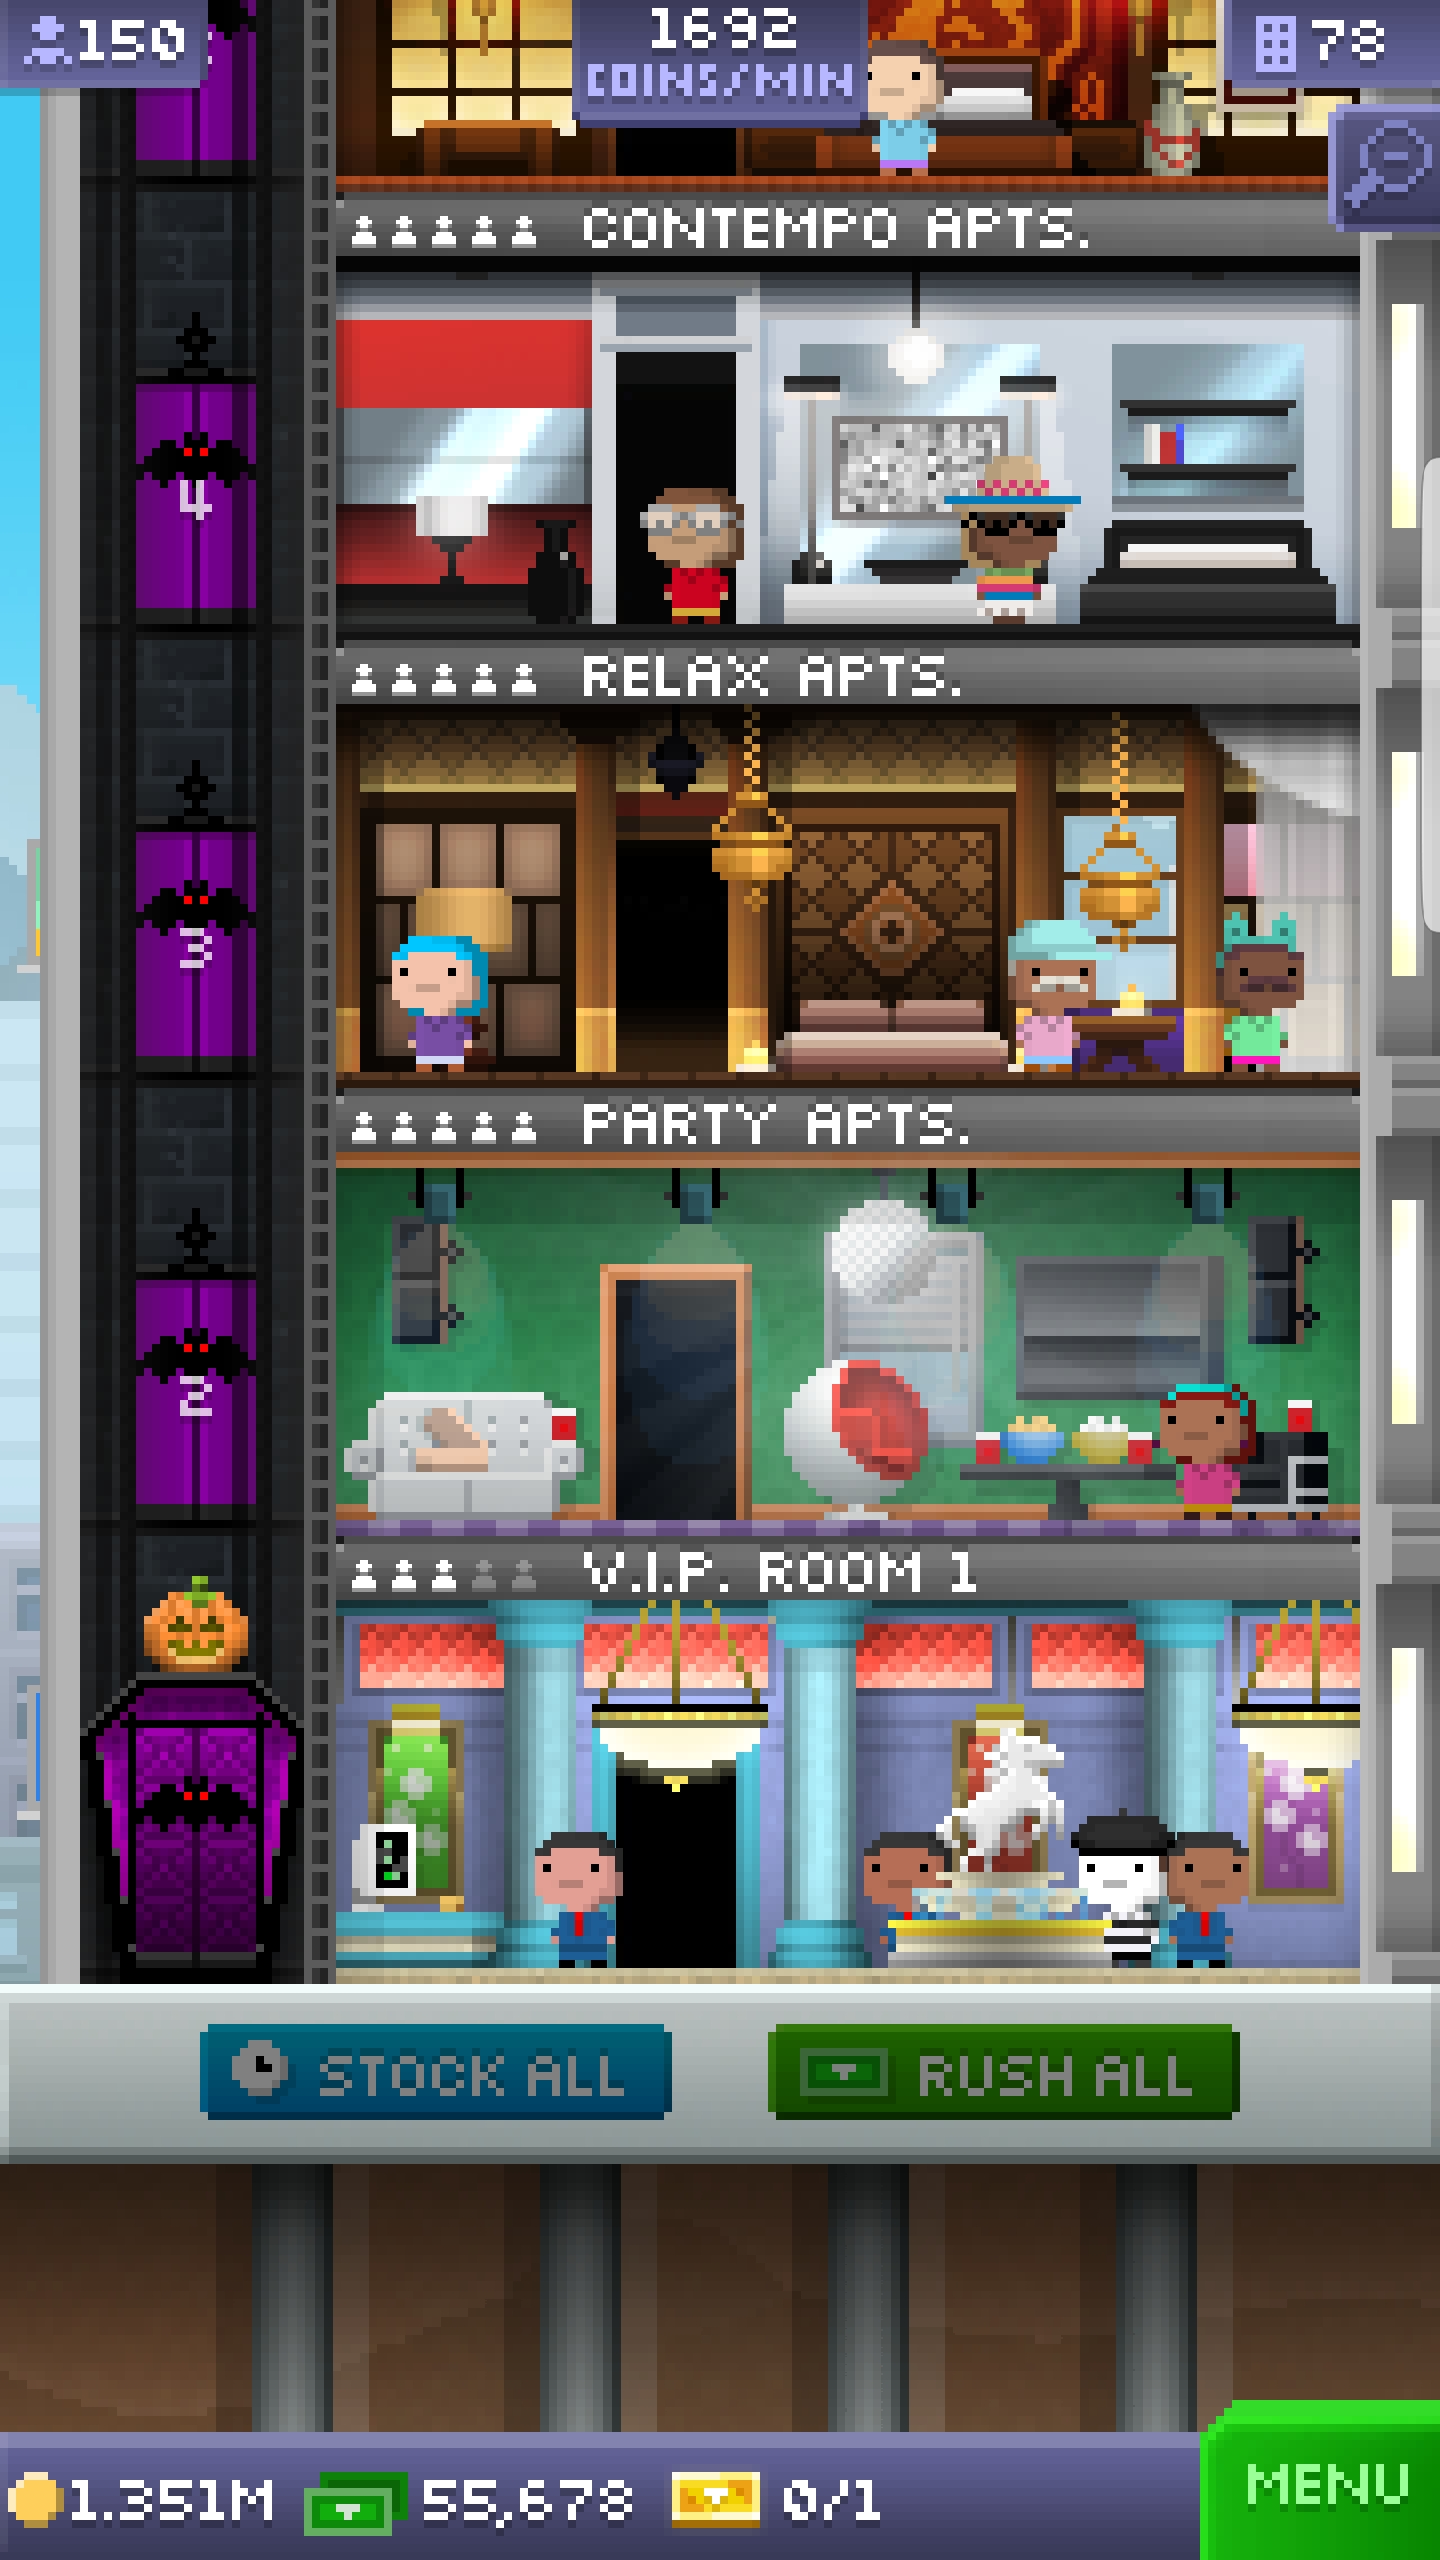 150
1692
COINS/MIN
78
CONTEMPO APTS.
4
RELAX APTS.
3
PARTY APTS.
2
V.I.P. ROOM 1
STOCK ALL
RUSH ALL
1.351M
55,678
0/1
MENU